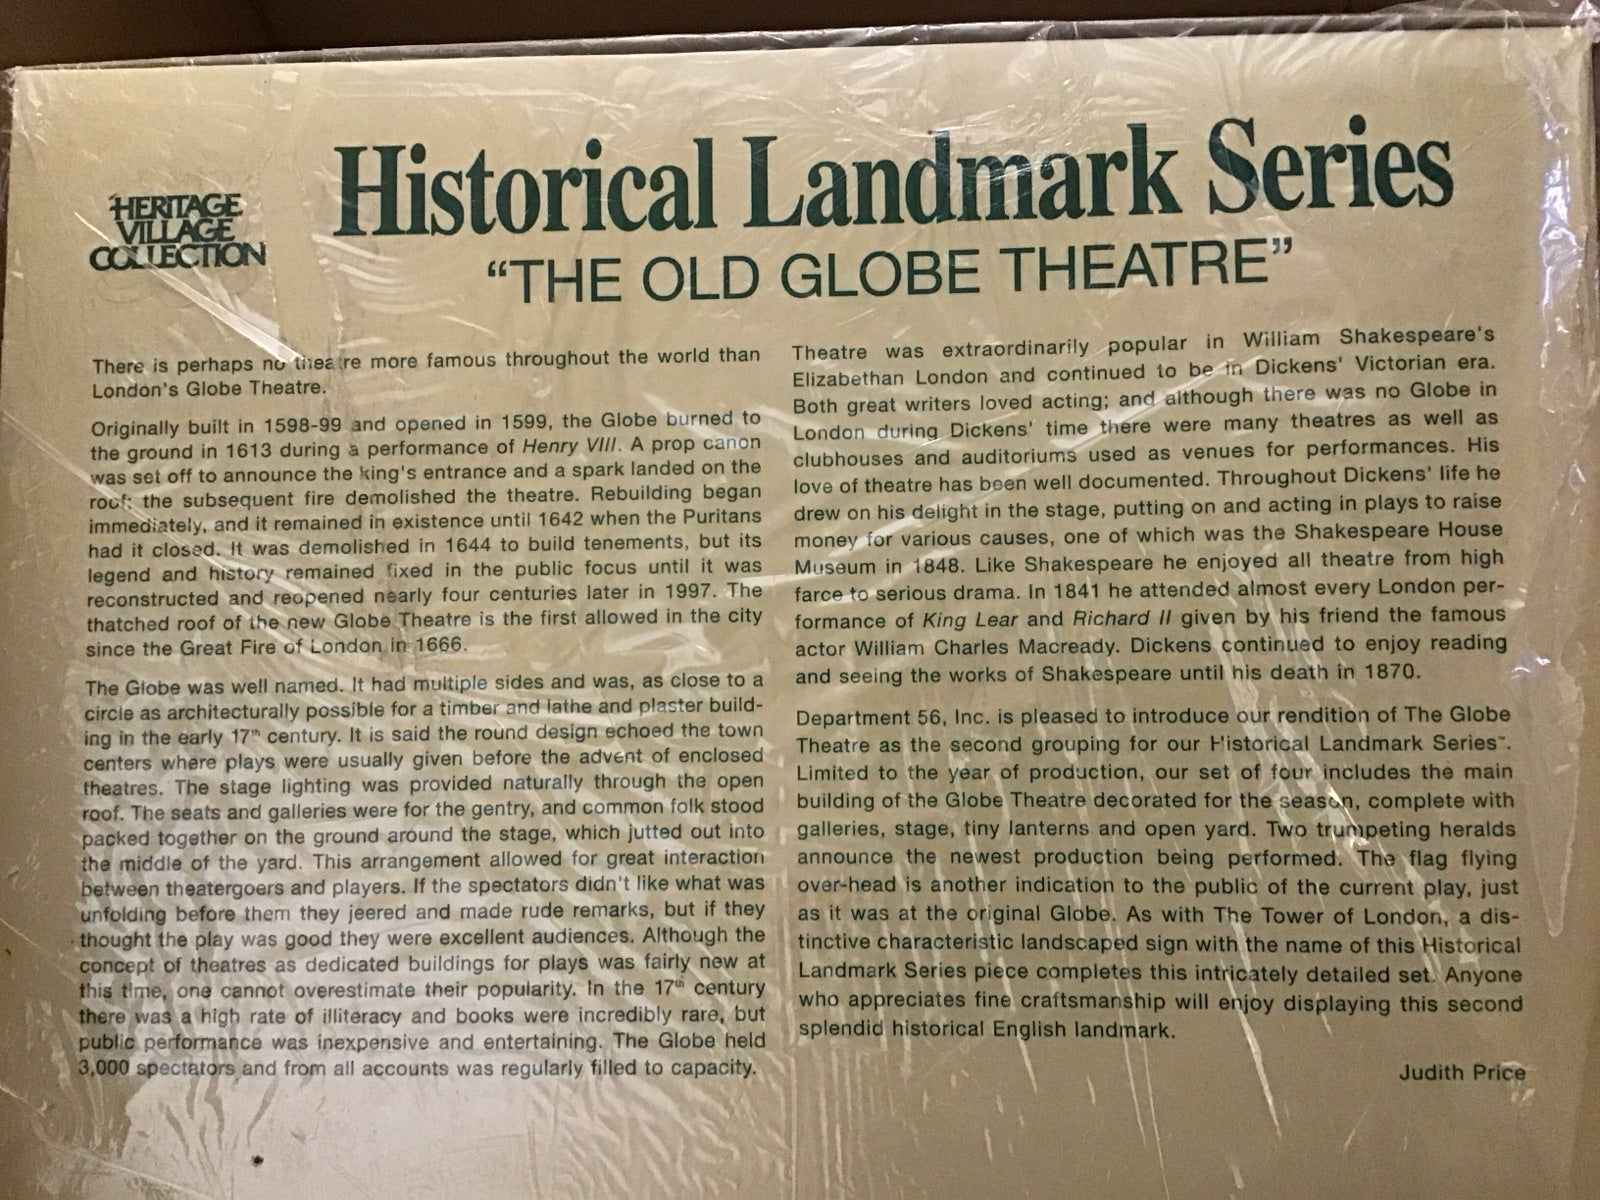 HERITAGE
VILLAGE
COLLECTION
Historical Landmark Series
“THE OLD GLOBE THEATRE”
There is perhaps no theatre more famous throughout the world than
London's Globe Theatre.
Originally built in 1598-99 and opened in 1599, the Globe burned to
the ground in 1613 during a performance of Henry VIII. A prop canon
was set off to announce the king's entrance and a spark landed on the
roof; the subsequent fire demolished the theatre. Rebuilding began
immediately, and it remained in existence until 1642 when the Puritans
had it closed. It was demolished in 1644 to build tenements, but its
legend and history remained fixed in the public focus until it was
reconstructed and reopened nearly four centuries later in 1997. The
thatched roof of the new Globe Theatre is the first allowed in the city
since the Great Fire of London in 1666.
The Globe was well named. It had multiple sides and was, as close to a
circle as architecturally possible for a timber and lathe and plaster build-
ing in the early 17th century. It is said the round design echoed the town
centers where plays were usually given before the advent of enclosed
theatres. The stage lighting was provided naturally through the open
roof. The seats and galleries were for the gentry, and common folk stood
packed together on the ground around the stage, which jutted out into
the middle of the yard. This arrangement allowed for great interaction
between theatergoers and players. If the spectators didn't like what was
unfolding before them they jeered and made rude remarks, but if they
thought the play was good they were excellent audiences. Although the
concept of theatres as dedicated buildings for plays was fairly new at
this time, one cannot overestimate their popularity. In the 17th century
there was a high rate of illiteracy and books were incredibly rare, but
public performance was inexpensive and entertaining. The Globe held
3,000 spectators and from all accounts was regularly filled to capacity.
Theatre was extraordinarily popular in William Shakespeare's
Elizabethan London and continued to be in Dickens' Victorian era.
Both great writers loved acting; and although there was no Globe in
London during Dickens' time there were many theatres as well as
clubhouses and auditoriums used as venues for performances. His
love of theatre has been well documented. Throughout Dickens' life he
drew on his delight in the stage, putting on and acting in plays to raise
money for various causes, one of which was the Shakespeare House
Museum in 1848. Like Shakespeare he enjoyed all theatre from high
farce to serious drama. In 1841 he attended almost every London per-
formance of King Lear and Richard II given by his friend the famous
actor William Charles Macready. Dickens continued to enjoy reading
and seeing the works of Shakespeare until his death in 1870.
Department 56, Inc. is pleased to introduce our rendition of The Globe
Theatre as the second grouping for our Historical Landmark Series™.
Limited to the year of production, our set of four includes the main
building of the Globe Theatre decorated for the season, complete with
galleries, stage, tiny lanterns and open yard. Two trumpeting heralds
announce the newest production being performed. The flag flying
over-head is another indication to the public of the current play, just
as it was at the original Globe. As with The Tower of London, a dis-
tinctive characteristic landscaped sign with the name of this Historical
Landmark Series piece completes this intricately detailed set. Anyone
who appreciates fine craftsmanship will enjoy displaying this second
splendid historical English landmark.
Judith Price